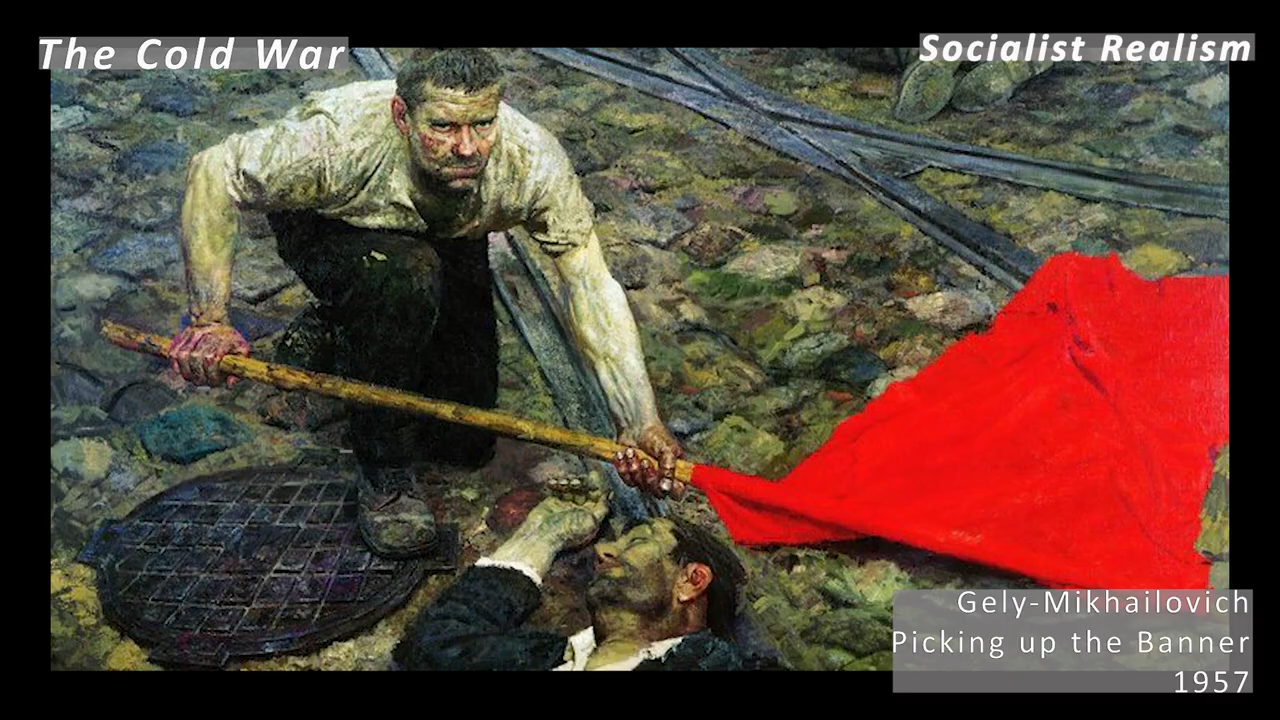 The Cold War
Socialist Realism
Gely-Mikhailovich
Picking up the Banner
1957